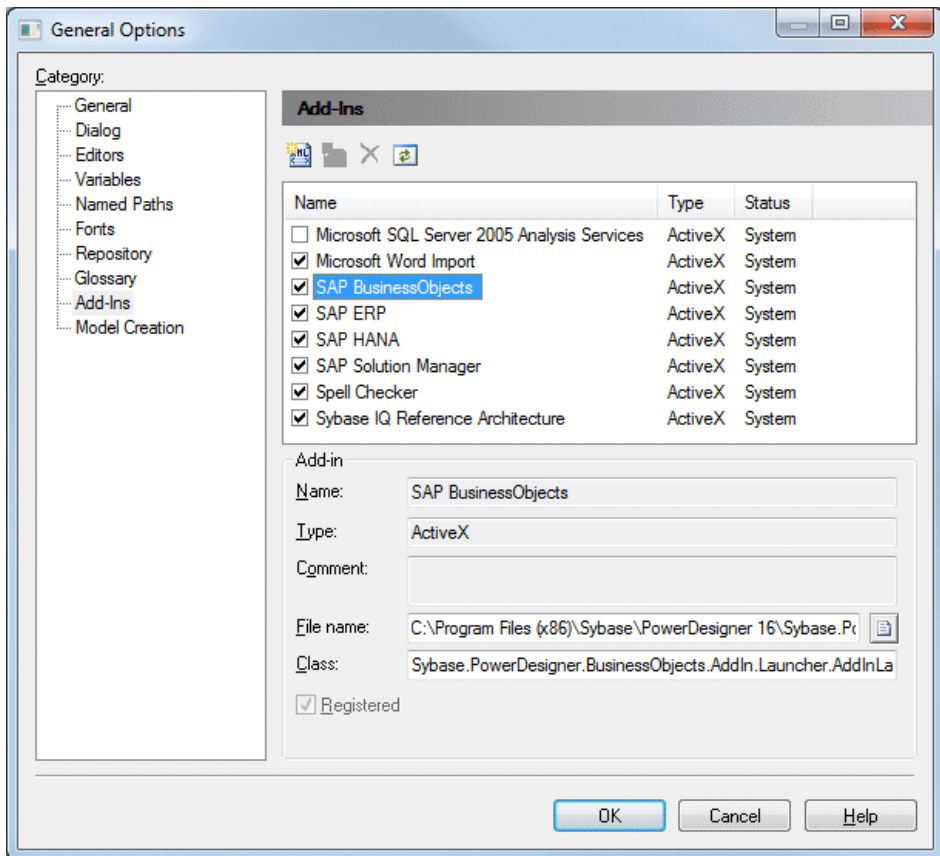 General Options
Category:
General
Dialog
Editors
Variables
Named Paths
Fonts
Repository
Glossary
Add-Ins
Model Creation
Add-Ins
Name Type Status
Microsoft SQL Server 2005 Analysis Services ActiveX System
Microsoft Word Import ActiveX System
SAP BusinessObjects ActiveX System
SAP ERP ActiveX System
SAP HANA ActiveX System
SAP Solution Manager ActiveX System
Spell Checker ActiveX System
Sybase IQ Reference Architecture ActiveX System
Add-in
Name: SAP BusinessObjects
Type: ActiveX
Comment:
File name: C:\Program Files (x86)\Sybase\PowerDesigner 16\Sybase.Po
Class: Sybase.PowerDesigner.BusinessObjects.AddIn.Launcher.AddInLa
Registered
OK Cancel Help